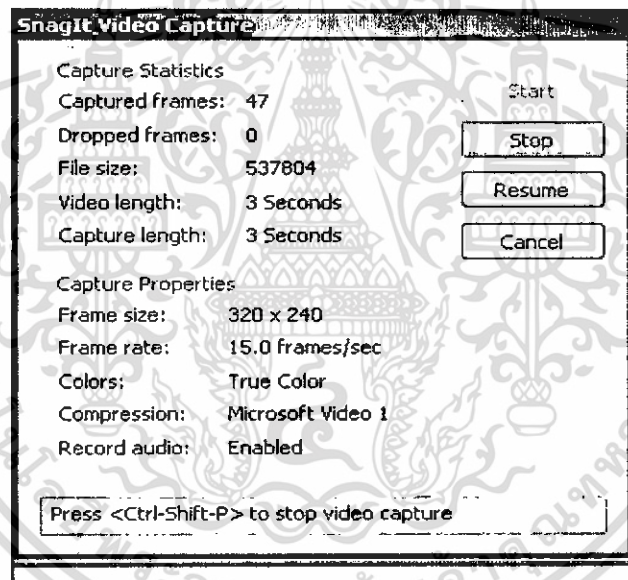 SnagIt Video Capture
Capture Statistics
Captured frames: 47
Dropped frames: 0
File size: 537804
Video length: 3 Seconds
Capture length: 3 Seconds
Start
Stop
Resume
Cancel
Capture Properties
Frame size: 320 x 240
Frame rate: 15.0 frames/sec
Colors: True Color
Compression: Microsoft Video 1
Record audio: Enabled
Press <Ctrl-Shift-P> to stop video capture